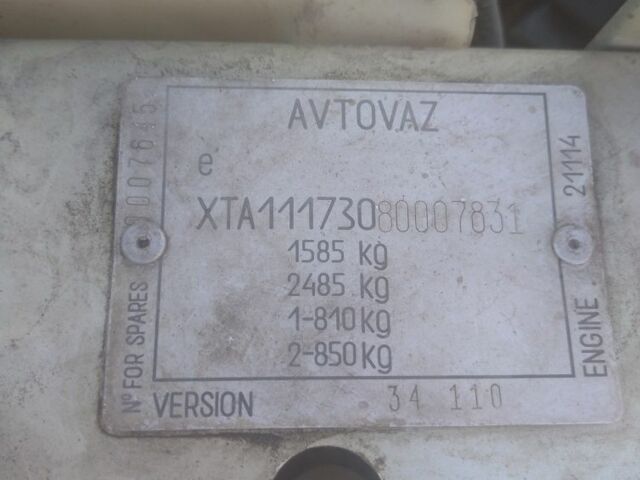 AVTOVAZ
e
XTA11173080007831
1585 kg
2485 kg
1-810 kg
2-850 kg
VERSION 34 110
Nº FOR SPARES 0007645
ENGINE 21114